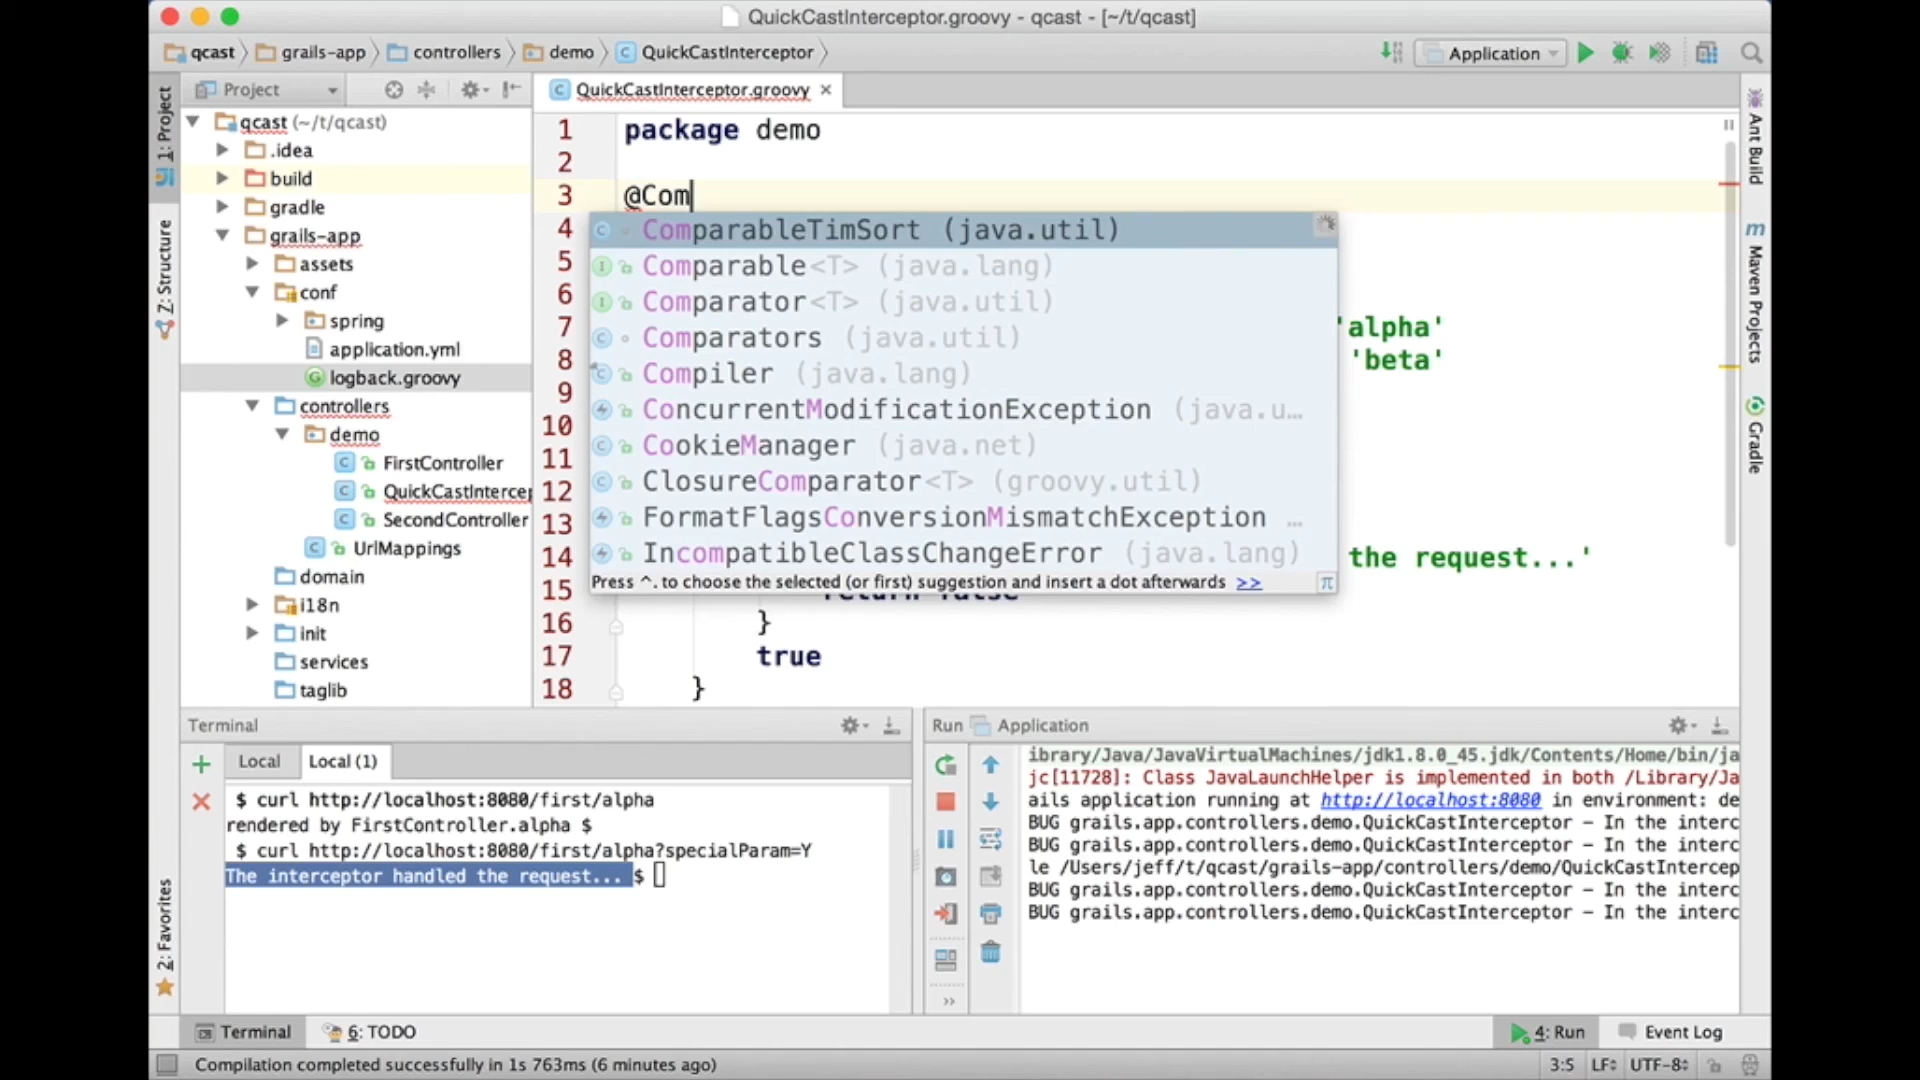 QuickCastInterceptor.groovy - qcast - [~/t/qcast]
qcast grails-app controllers demo QuickCastInterceptor
Application
1: Project
Z: Structure
2: Favorites
Project
qcast (~/t/qcast)
.idea
build
gradle
grails-app
assets
conf
spring
application.yml
logback.groovy
controllers
demo
FirstController
QuickCastIntercep
SecondController
UrlMappings
domain
i18n
init
services
taglib
QuickCastInterceptor.groovy
1 package demo
2
3 @Com
4
5
6
7 'alpha'
8 'beta'
9
10
11
12
13
14 the request...'
15 return false
16 }
17 true
18 }
ComparableTimSort (java.util)
Comparable<T> (java.lang)
Comparator<T> (java.util)
Comparators (java.util)
Compiler (java.lang)
ConcurrentModificationException (java.u...
CookieManager (java.net)
ClosureComparator<T> (groovy.util)
FormatFlagsConversionMismatchException ...
IncompatibleClassChangeError (java.lang)
Press ^. to choose the selected (or first) suggestion and insert a dot afterwards >>
π
Ant Build
m Maven Projects
Gradle
Terminal
Local Local (1)
$ curl http://localhost:8080/first/alpha
rendered by FirstController.alpha $
$ curl http://localhost:8080/first/alpha?specialParam=Y
The interceptor handled the request... $
Run Application
ibrary/Java/JavaVirtualMachines/jdk1.8.0_45.jdk/Contents/Home/bin/ja
jc[11728]: Class JavaLaunchHelper is implemented in both /Library/Ja
ails application running at http://localhost:8080 in environment: de
BUG grails.app.controllers.demo.QuickCastInterceptor - In the interc
BUG grails.app.controllers.demo.QuickCastInterceptor - In the interc
le /Users/jeff/t/qcast/grails-app/controllers/demo/QuickCastIntercep
BUG grails.app.controllers.demo.QuickCastInterceptor - In the interc
BUG grails.app.controllers.demo.QuickCastInterceptor - In the interc
Terminal 6: TODO 4: Run Event Log
Compilation completed successfully in 1s 763ms (6 minutes ago) 3:5 LF UTF-8